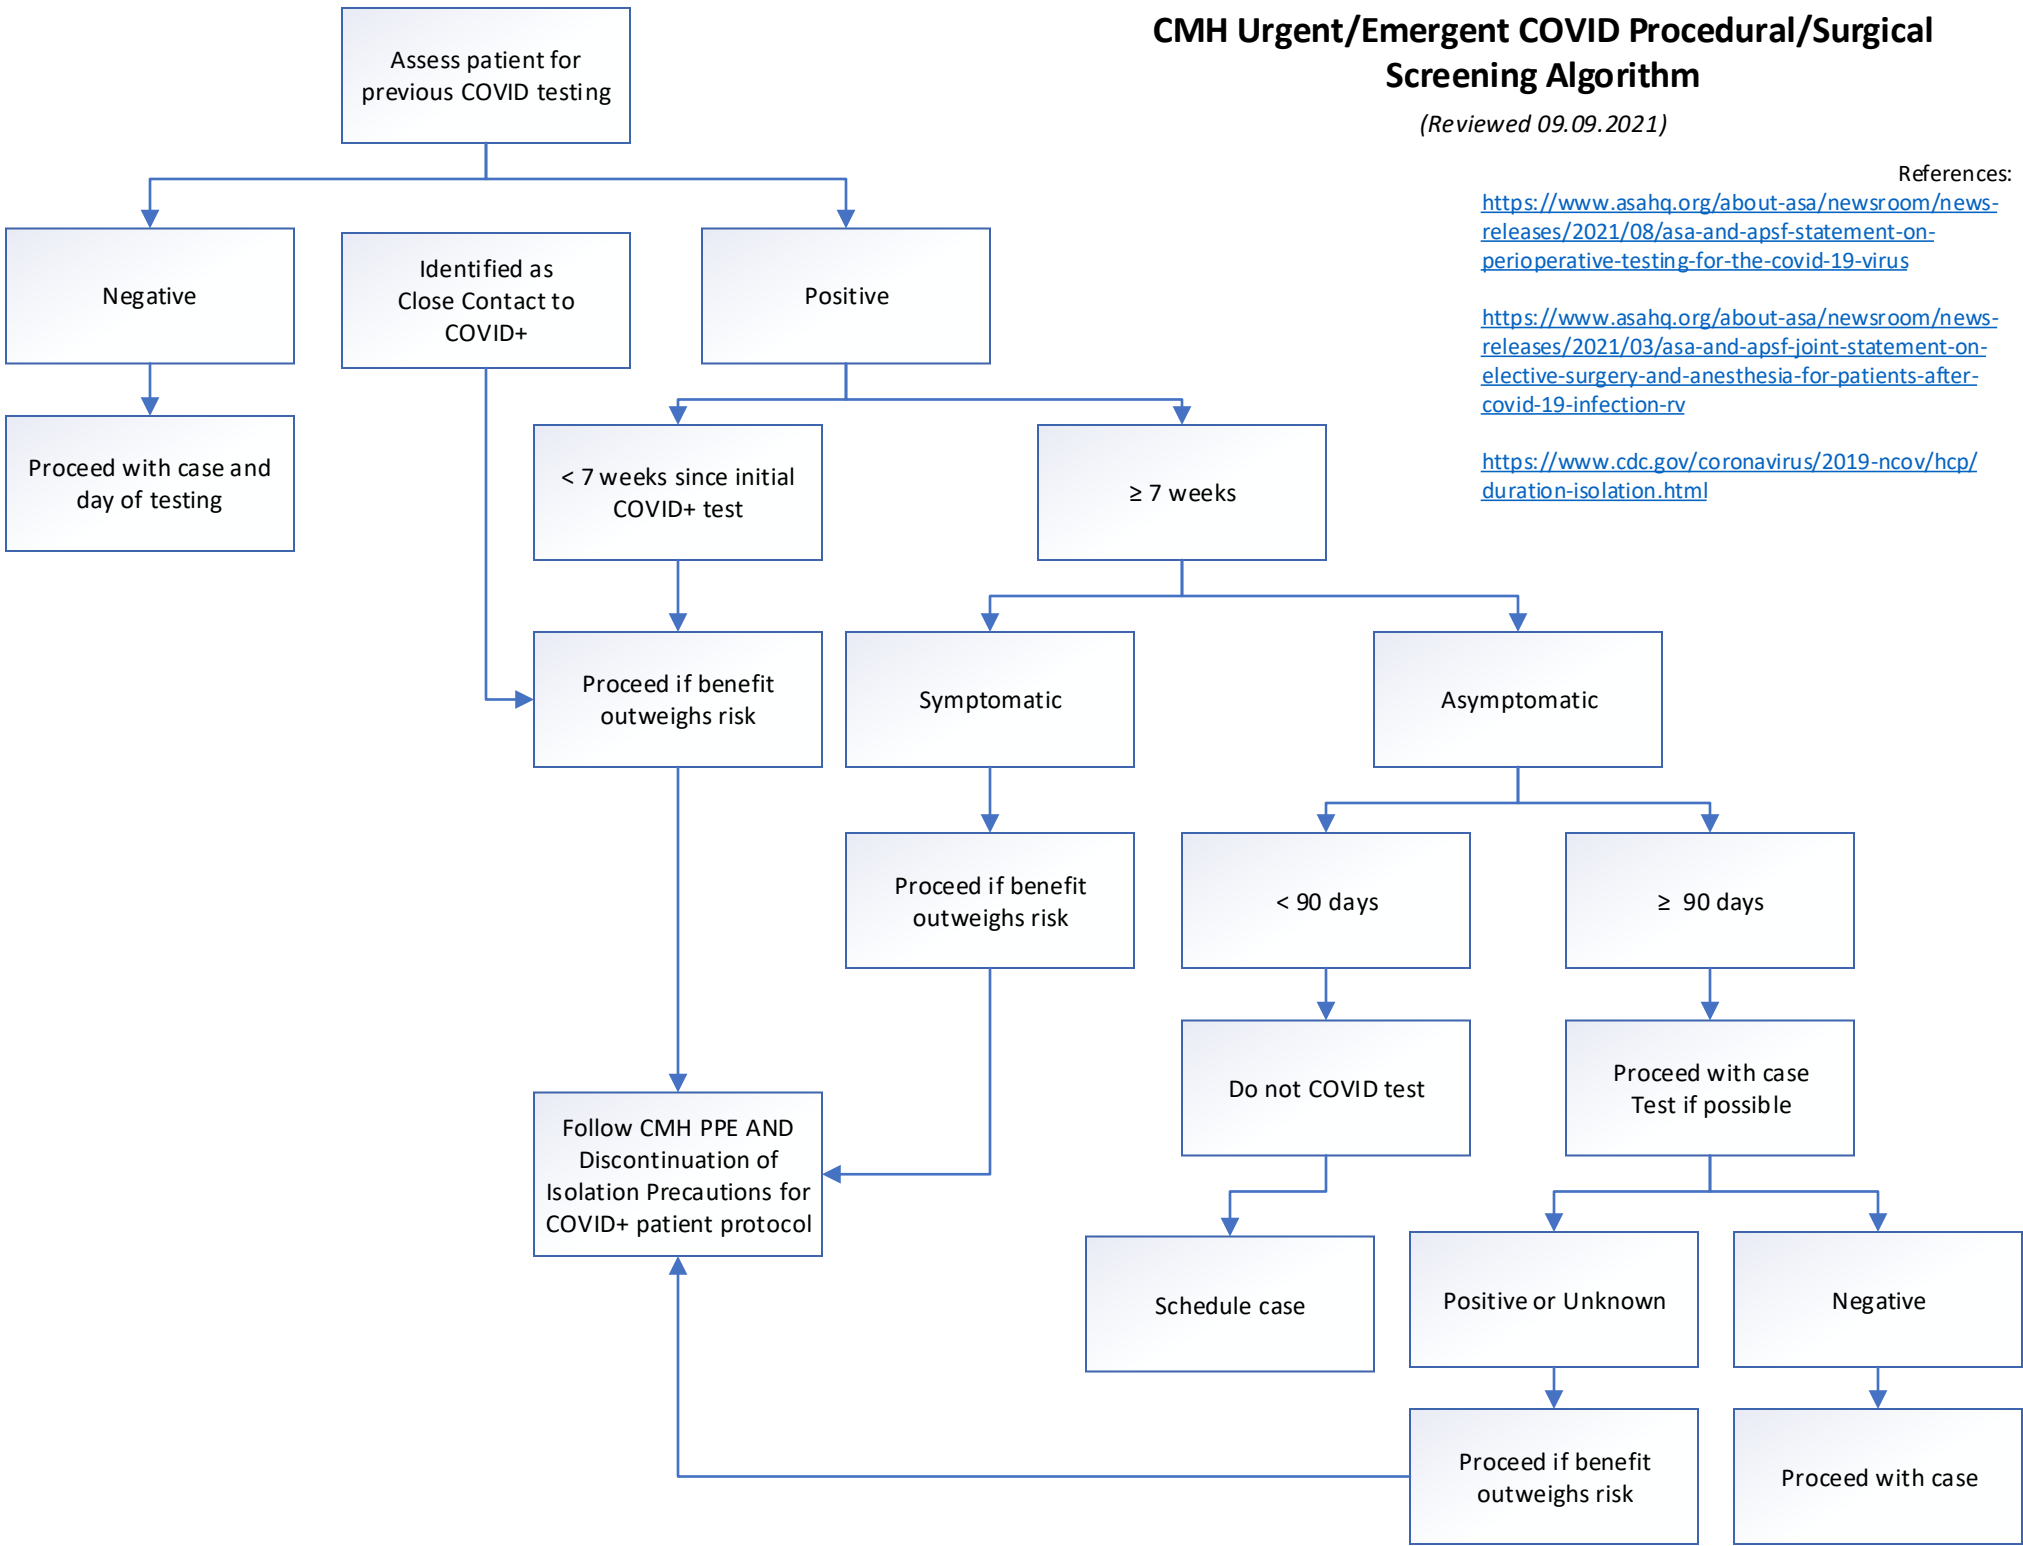 CMH Urgent/Emergent COVID Procedural/Surgical
Screening Algorithm
(Reviewed 09.09.2021)
References:
https://www.asahq.org/about-asa/newsroom/news-
releases/2021/08/asa-and-apsf-statement-on-
perioperative-testing-for-the-covid-19-virus
https://www.asahq.org/about-asa/newsroom/news-
releases/2021/03/asa-and-apsf-joint-statement-on-
elective-surgery-and-anesthesia-for-patients-after-
covid-19-infection-rv
https://www.cdc.gov/coronavirus/2019-ncov/hcp/
duration-isolation.html
Assess patient for
previous COVID testing
Negative
Identified as
Close Contact to
COVID+
Positive
Proceed with case and
day of testing
< 7 weeks since initial
COVID+ test
≥ 7 weeks
Proceed if benefit
outweighs risk
Symptomatic
Asymptomatic
Proceed if benefit
outweighs risk
< 90 days
≥ 90 days
Follow CMH PPE AND
Discontinuation of
Isolation Precautions for
COVID+ patient protocol
Do not COVID test
Proceed with case
Test if possible
Schedule case
Positive or Unknown
Negative
Proceed if benefit
outweighs risk
Proceed with case